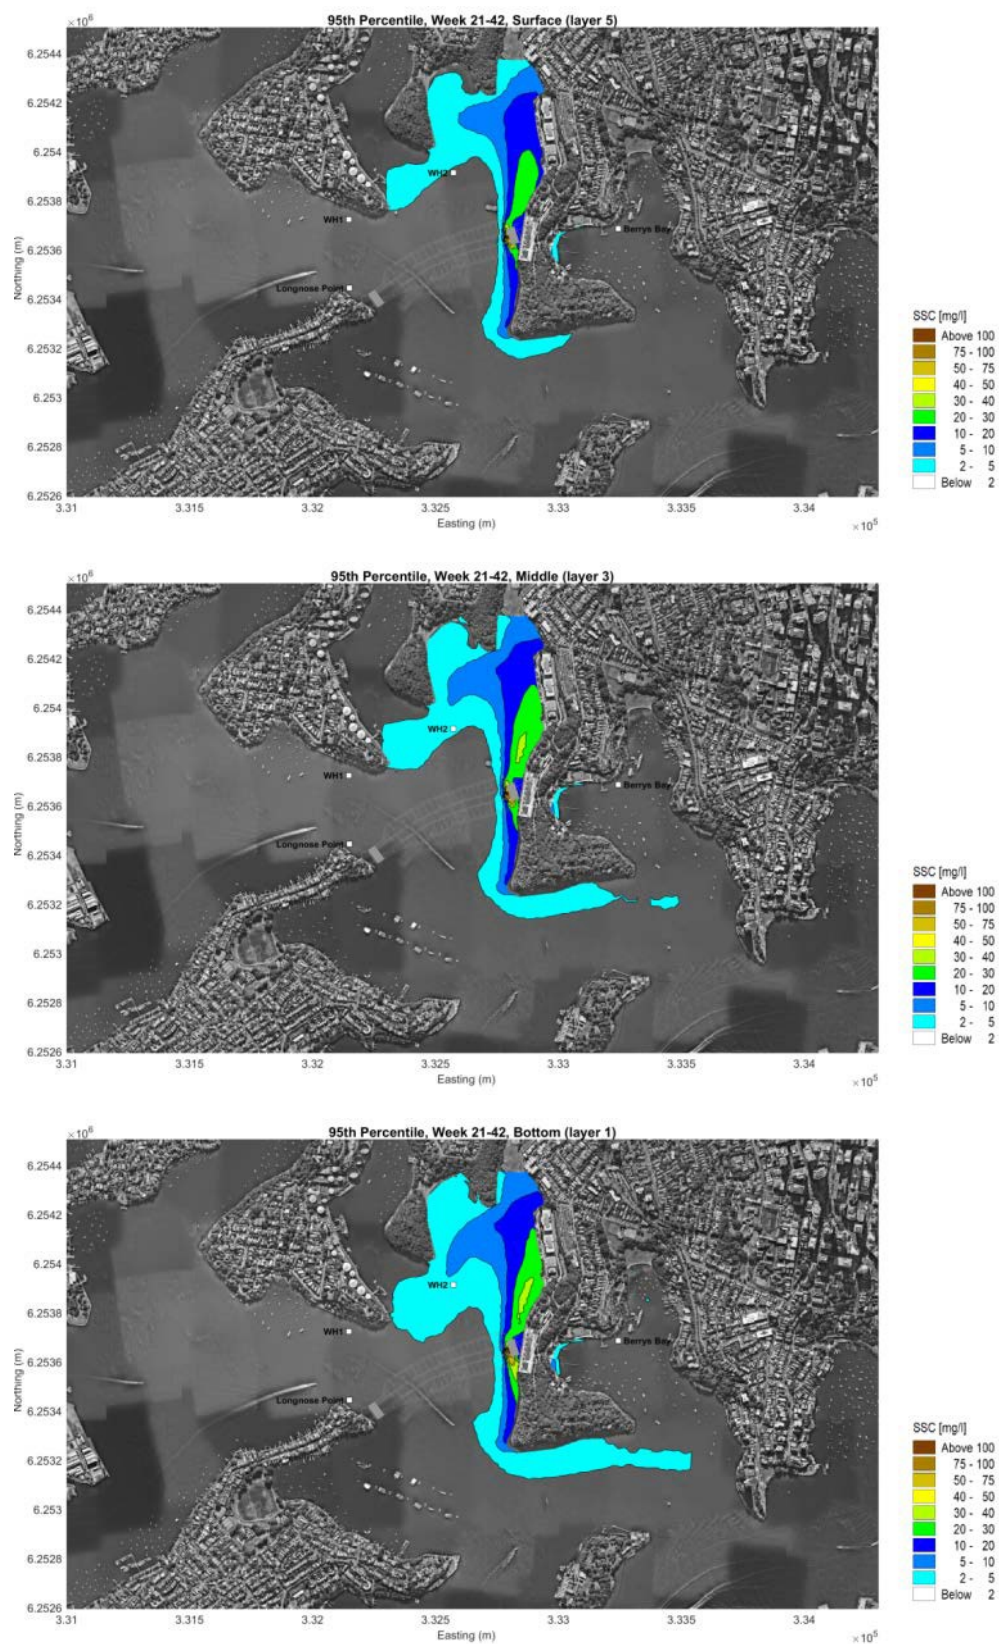 95th Percentile, Week 21-42, Surface (layer 5)
×10⁶
6.2544
6.2542
6.254
6.2538
6.2536
6.2534
6.2532
6.253
6.2528
6.2526
Northing (m)
WH2
WH1
Berrys Bay
Longnose Point
3.31 3.315 3.32 3.325 3.33 3.335 3.34
Easting (m)
×10⁵
SSC [mg/l]
Above 100
75 - 100
50 - 75
40 - 50
30 - 40
20 - 30
10 - 20
5 - 10
2 - 5
Below 2
95th Percentile, Week 21-42, Middle (layer 3)
×10⁶
6.2544
6.2542
6.254
6.2538
6.2536
6.2534
6.2532
6.253
6.2528
6.2526
Northing (m)
WH2
WH1
Berrys Bay
Longnose Point
3.31 3.315 3.32 3.325 3.33 3.335 3.34
Easting (m)
×10⁵
SSC [mg/l]
Above 100
75 - 100
50 - 75
40 - 50
30 - 40
20 - 30
10 - 20
5 - 10
2 - 5
Below 2
95th Percentile, Week 21-42, Bottom (layer 1)
×10⁶
6.2544
6.2542
6.254
6.2538
6.2536
6.2534
6.2532
6.253
6.2528
6.2526
Northing (m)
WH2
WH1
Berrys Bay
Longnose Point
3.31 3.315 3.32 3.325 3.33 3.335 3.34
Easting (m)
×10⁵
SSC [mg/l]
Above 100
75 - 100
50 - 75
40 - 50
30 - 40
20 - 30
10 - 20
5 - 10
2 - 5
Below 2